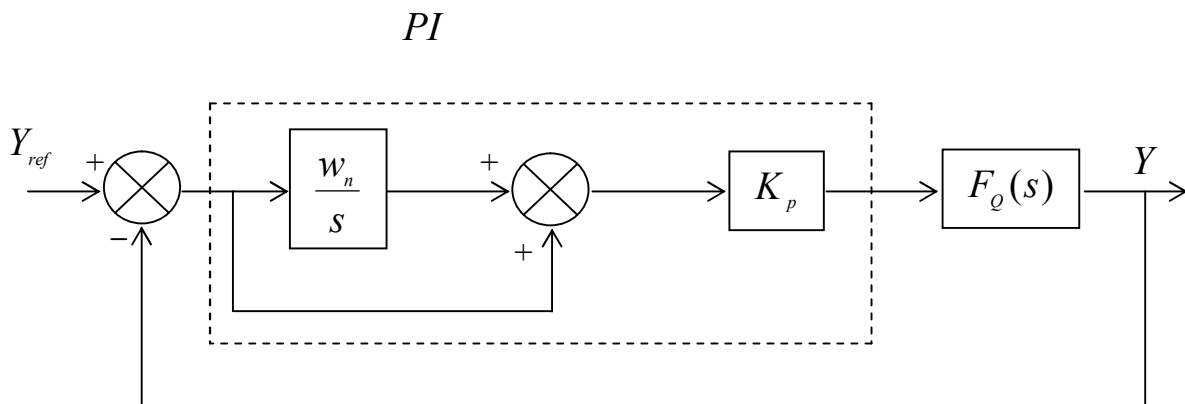 PI
Y_ref
+
−
w_n
s
+
+
K_p
F_Q(s)
Y